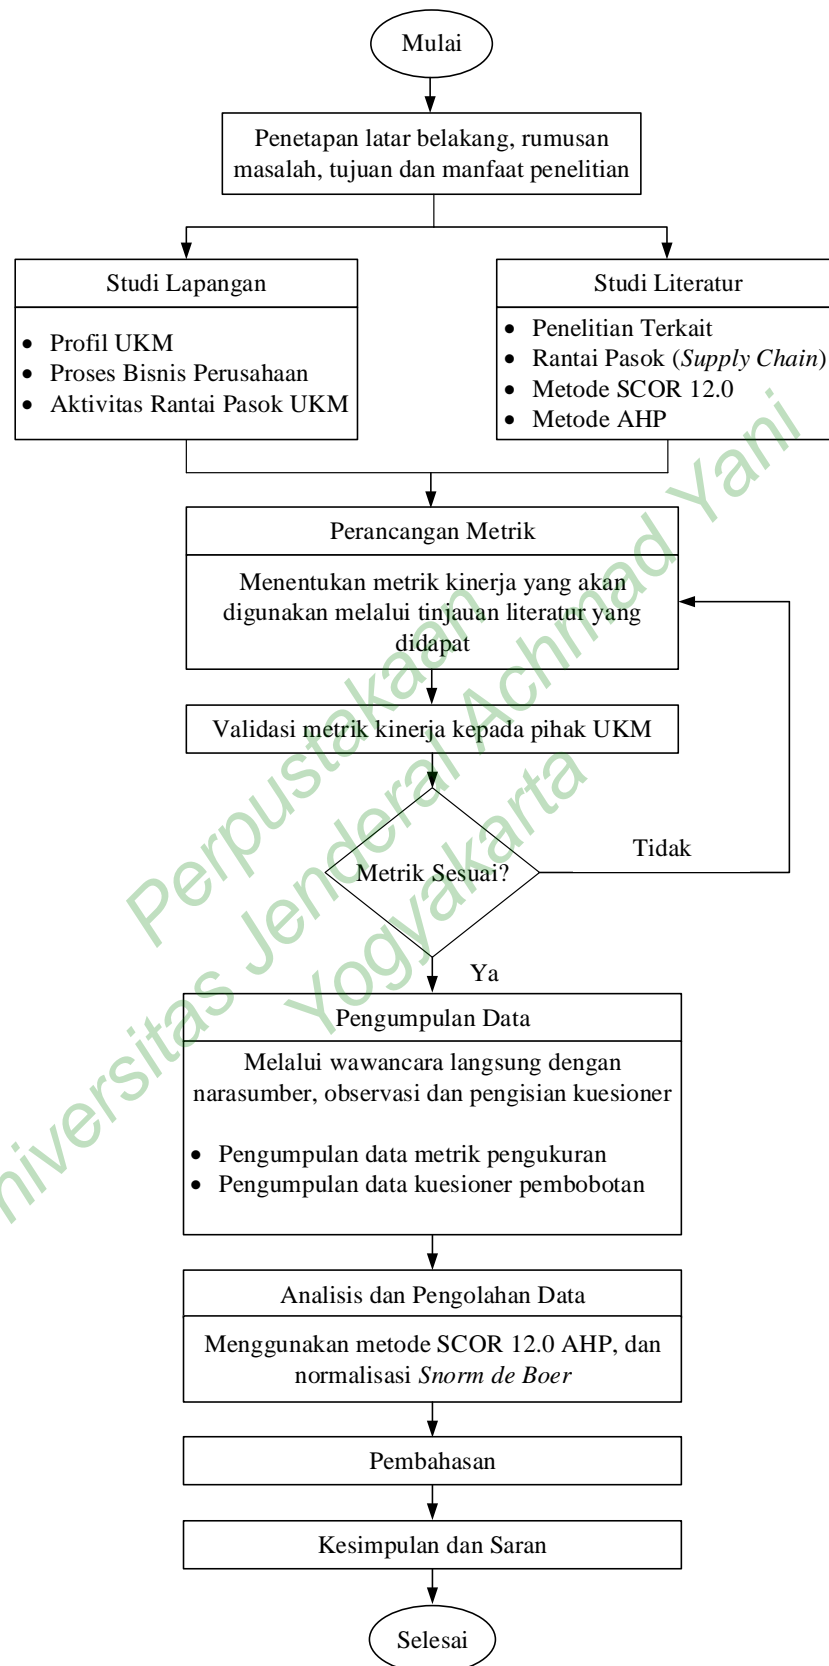 Mulai
Penetapan latar belakang, rumusan
masalah, tujuan dan manfaat penelitian
Studi Lapangan
• Profil UKM
• Proses Bisnis Perusahaan
• Aktivitas Rantai Pasok UKM
Studi Literatur
• Penelitian Terkait
• Rantai Pasok (Supply Chain)
• Metode SCOR 12.0
• Metode AHP
Perancangan Metrik
Menentukan metrik kinerja yang akan
digunakan melalui tinjauan literatur yang
didapat
Validasi metrik kinerja kepada pihak UKM
Metrik Sesuai?
Tidak
Ya
Pengumpulan Data
Melalui wawancara langsung dengan
narasumber, observasi dan pengisian kuesioner
• Pengumpulan data metrik pengukuran
• Pengumpulan data kuesioner pembobotan
Analisis dan Pengolahan Data
Menggunakan metode SCOR 12.0 AHP, dan
normalisasi Snorm de Boer
Pembahasan
Kesimpulan dan Saran
Selesai
Perpustakaan
niversitas Jenderal Achmad Yani
Yogyakarta